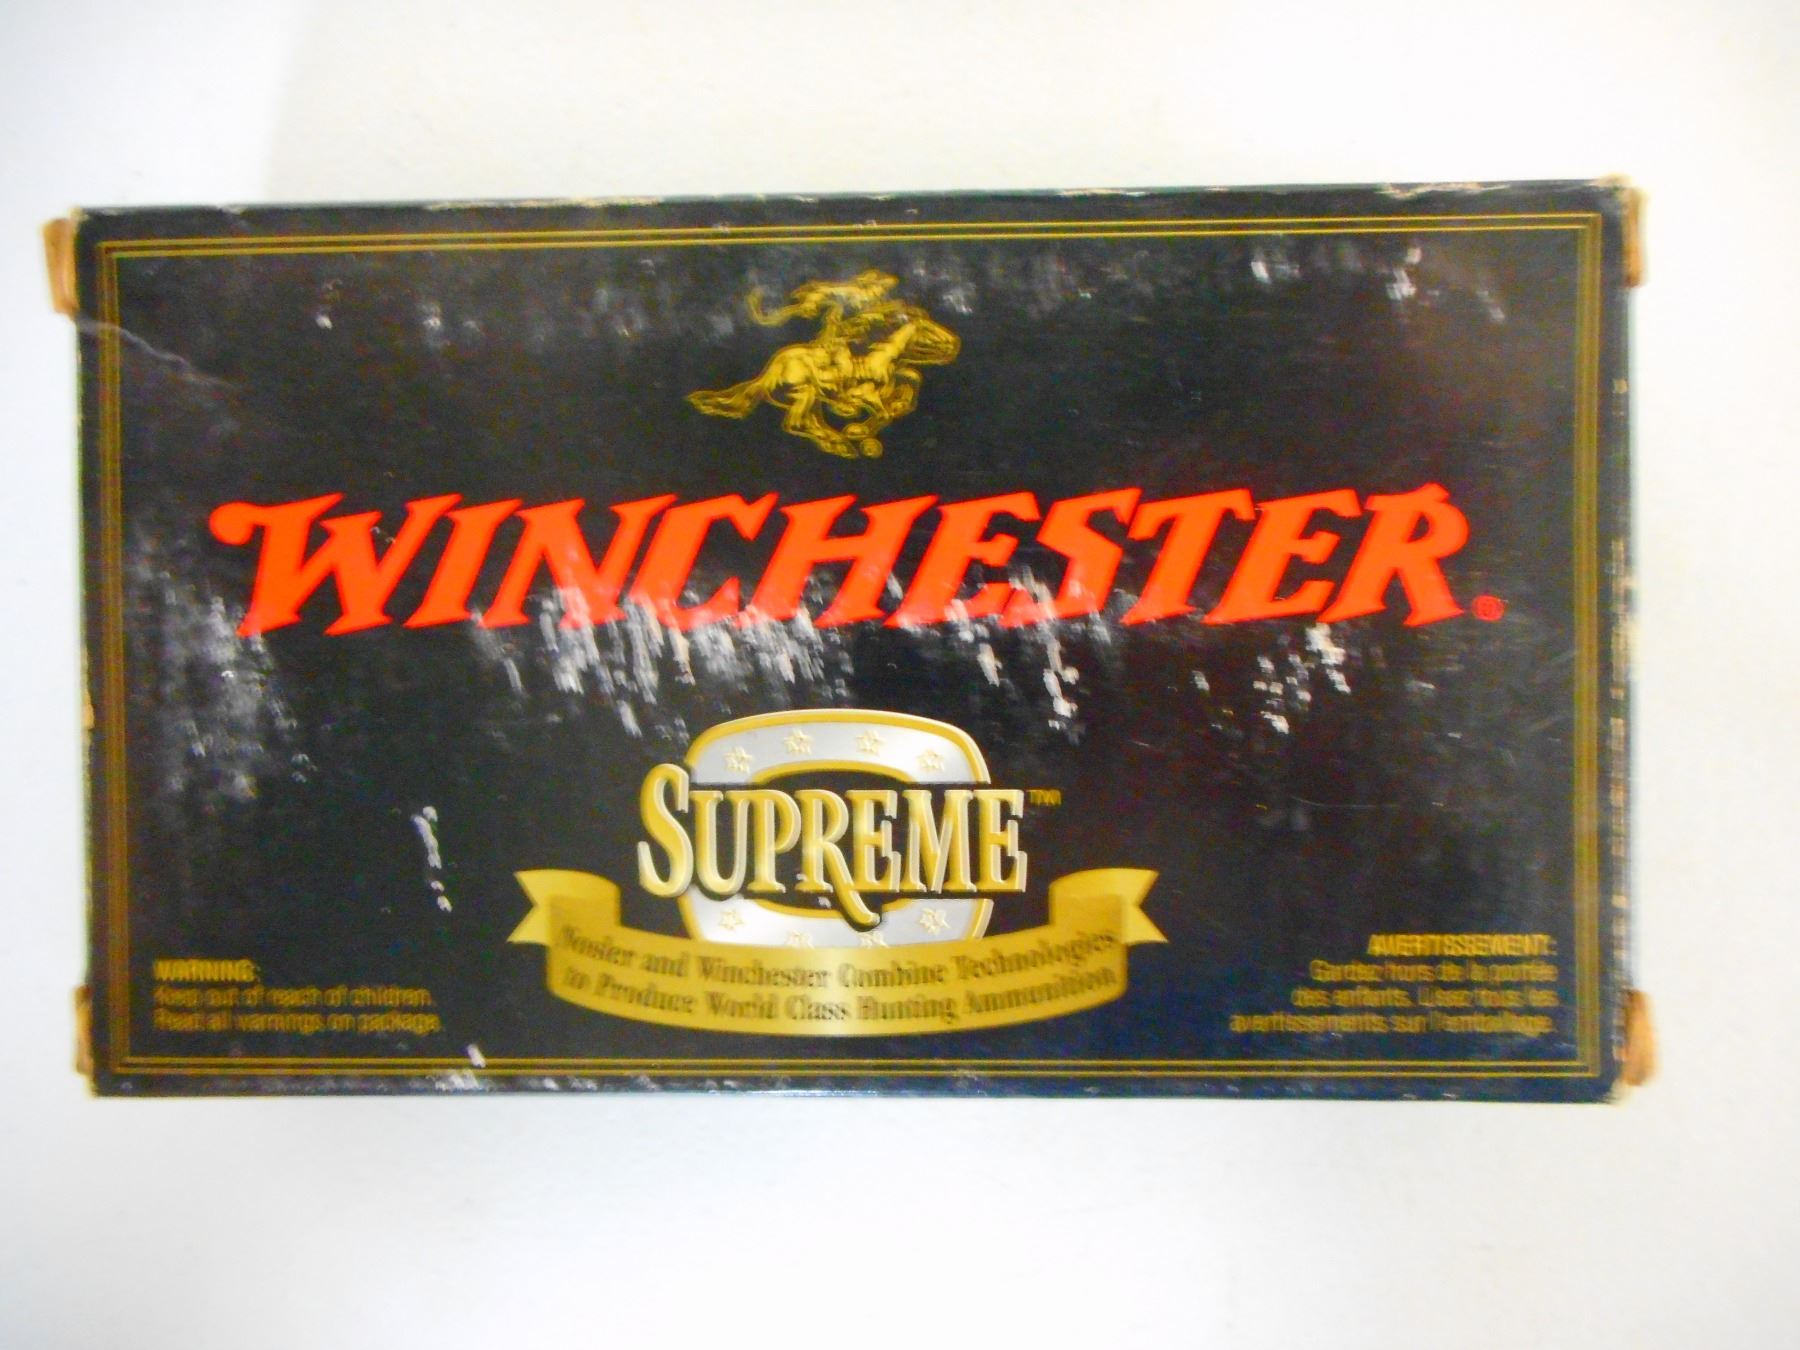 WINCHESTER®
SUPREME™
Nosler and Winchester Combine Technologies
to Produce World Class Hunting Ammunition
WARNING:
Keep out of reach of children.
Read all warnings on package.
AVERTISSEMENT:
Gardez hors de la portée
des enfants. Lisez tous les
avertissements sur l'emballage.